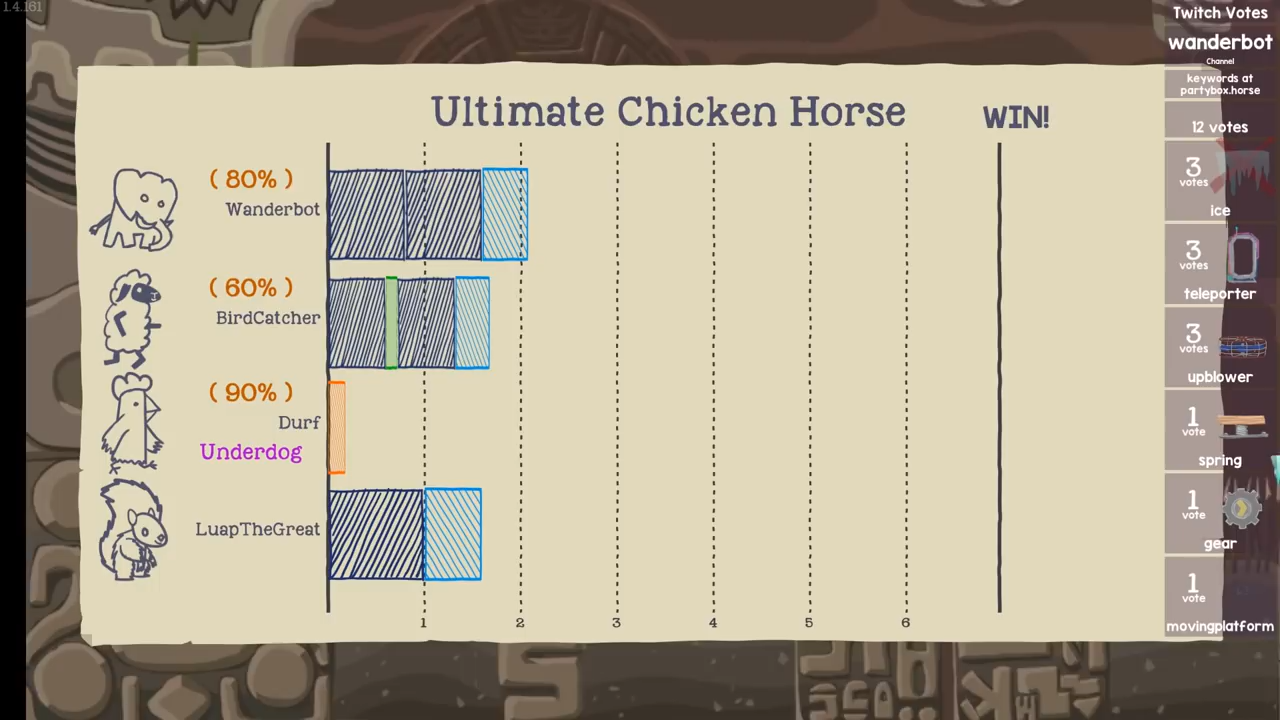 1.4.161
Ultimate Chicken Horse
WIN!
( 80% )
Wanderbot
( 60% )
BirdCatcher
( 90% )
Durf
Underdog
LuapTheGreat
1 2 3 4 5 6
Twitch Votes
wanderbot
Channel
keywords at
partybox.horse
12 votes
3
votes
ice
3
votes
teleporter
3
votes
upblower
1
vote
spring
1
vote
gear
1
vote
movingplatform